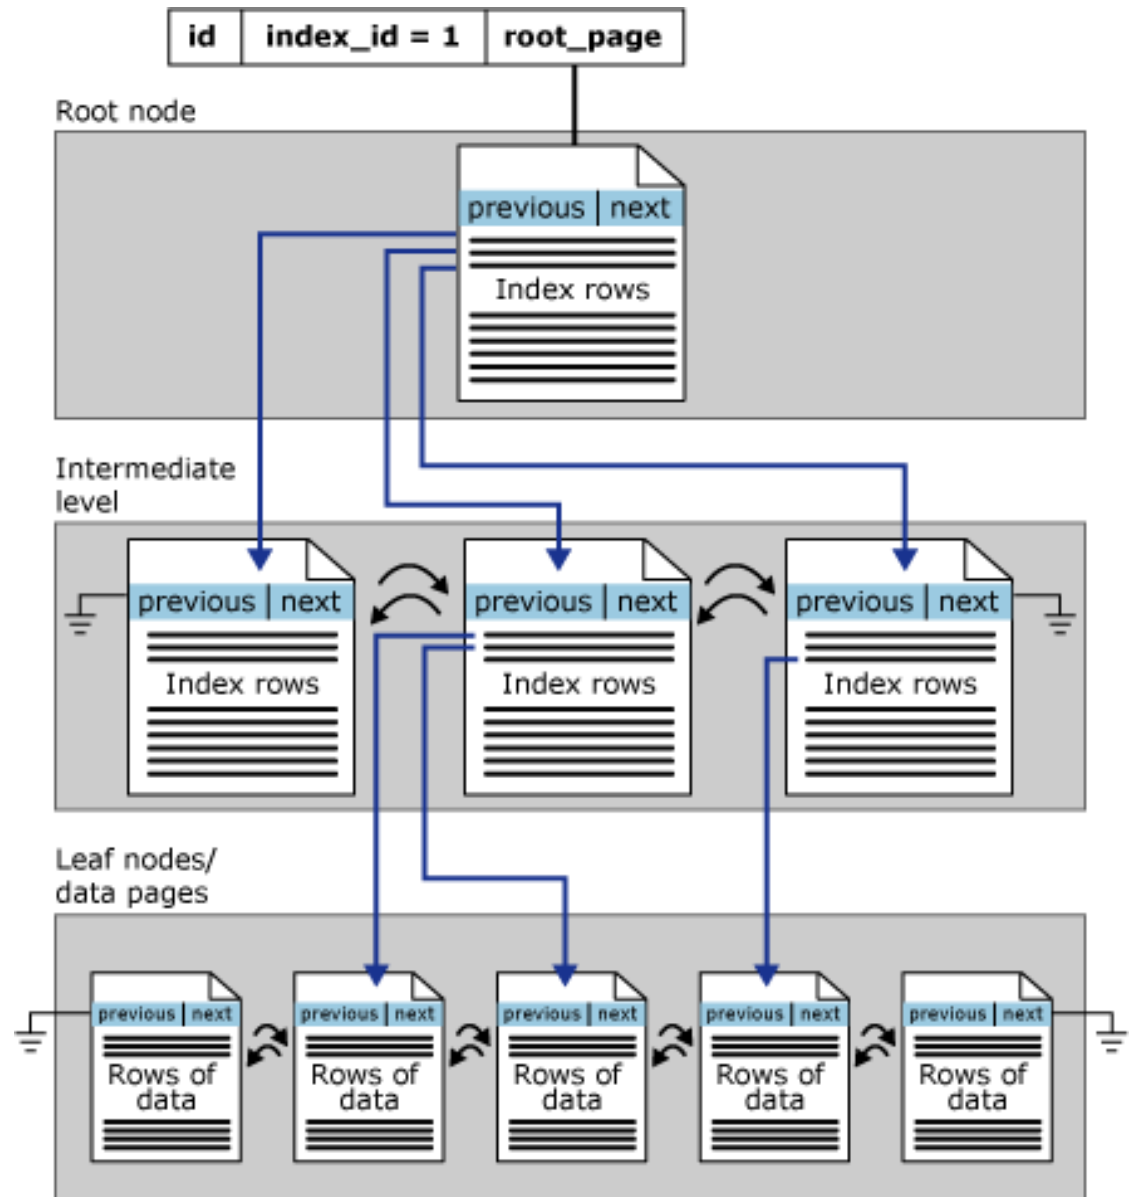 id index_id = 1 root_page
Root node
previous next
Index rows
Intermediate
level
previous next previous next previous next
Index rows Index rows Index rows
Leaf nodes/
data pages
previous next previous next previous next previous next previous next
Rows of Rows of Rows of Rows of Rows of
data data data data data